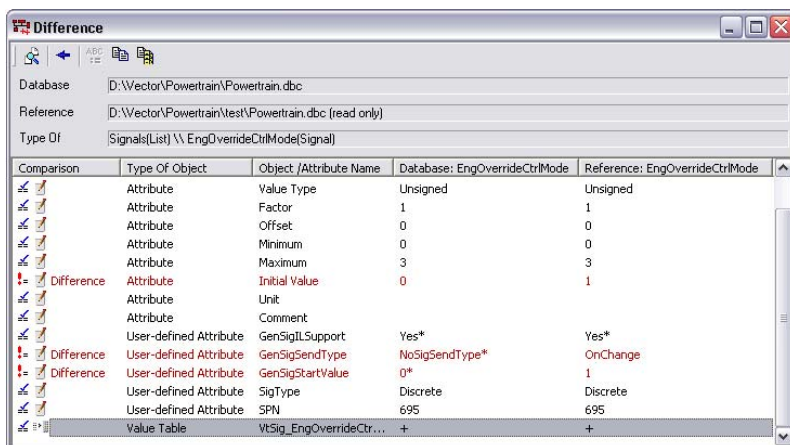 Difference
ABC
Database D:\Vector\Powertrain\Powertrain.dbc
Reference D:\Vector\Powertrain\test\Powertrain.dbc (read only)
Type Of Signals(List) \\ EngOverrideCtrlMode(Signal)
Comparison Type Of Object Object /Attribute Name Database: EngOverrideCtrlMode Reference: EngOverrideCtrlMode
Attribute Value Type Unsigned Unsigned
Attribute Factor 1 1
Attribute Offset 0 0
Attribute Minimum 0 0
Attribute Maximum 3 3
!= Difference Attribute Initial Value 0 1
Attribute Unit
Attribute Comment
User-defined Attribute GenSigILSupport Yes* Yes*
!= Difference User-defined Attribute GenSigSendType NoSigSendType* OnChange
!= Difference User-defined Attribute GenSigStartValue 0* 1
User-defined Attribute SigType Discrete Discrete
User-defined Attribute SPN 695 695
Value Table VtSig_EngOverrideCtr... + +